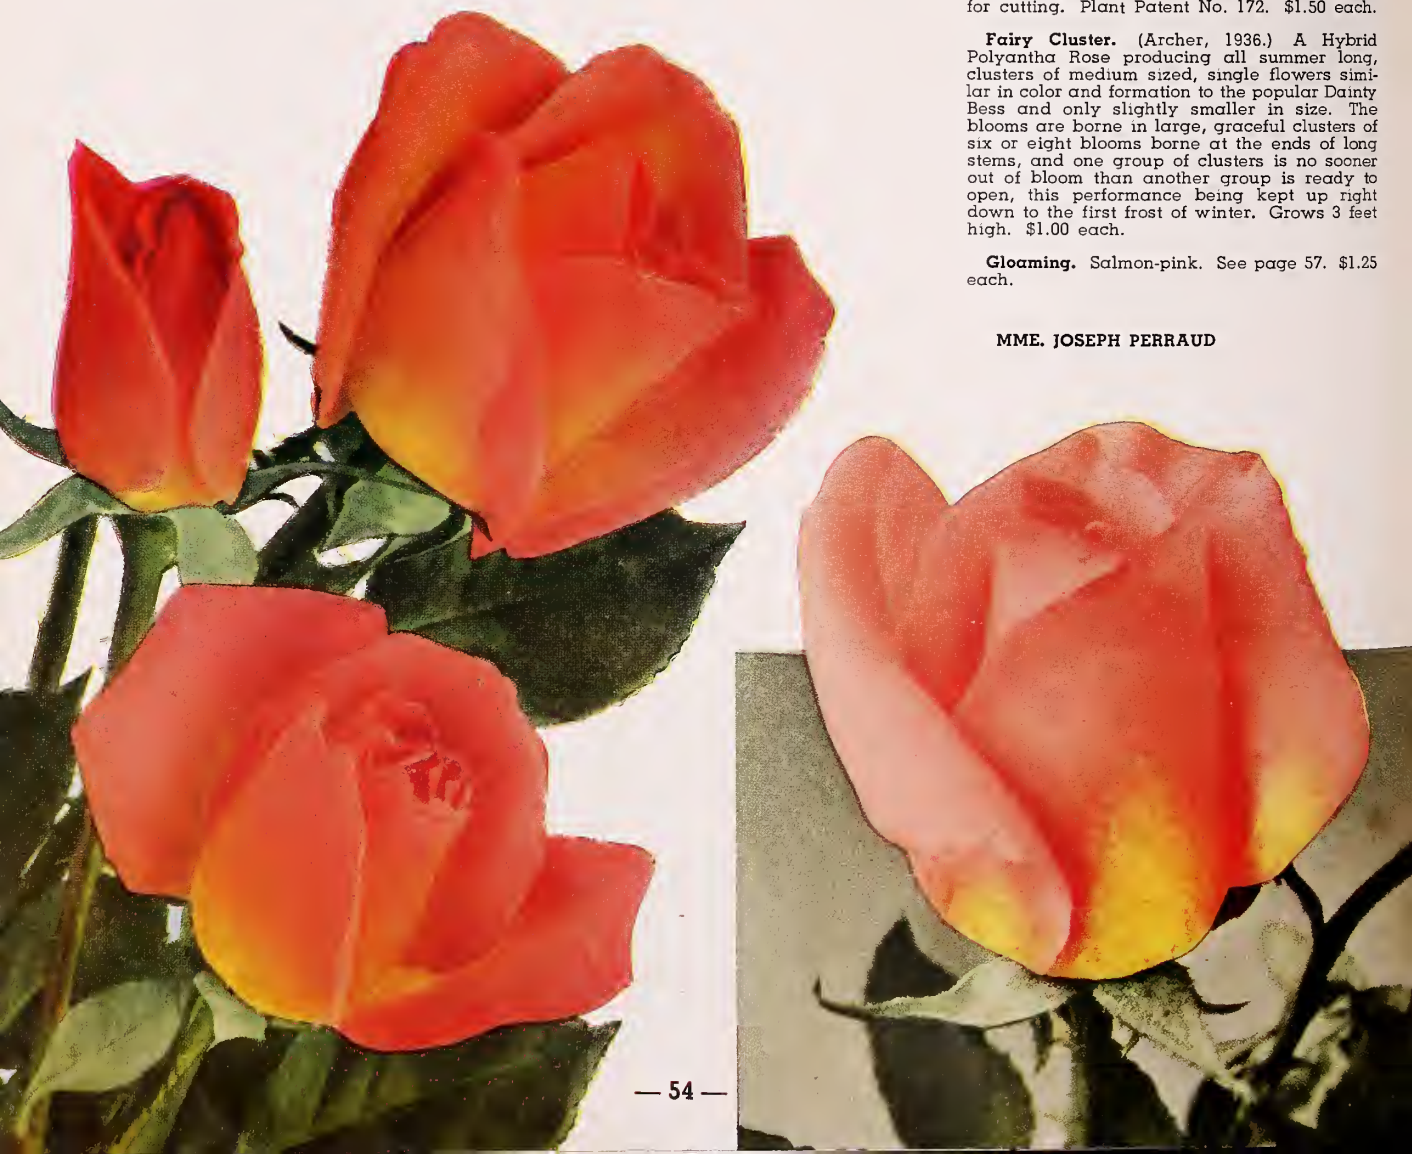 for cutting. Plant Patent No. 172. $1.50 each.
Fairy Cluster. (Archer, 1936.) A Hybrid
Polyantha Rose producing all summer long,
clusters of medium sized, single flowers simi-
lar in color and formation to the popular Dainty
Bess and only slightly smaller in size. The
blooms are borne in large, graceful clusters of
six or eight blooms borne at the ends of long
stems, and one group of clusters is no sooner
out of bloom than another group is ready to
open, this performance being kept up right
down to the first frost of winter. Grows 3 feet
high. $1.00 each.
Gloaming. Salmon-pink. See page 57. $1.25
each.
MME. JOSEPH PERRAUD
— 54 —